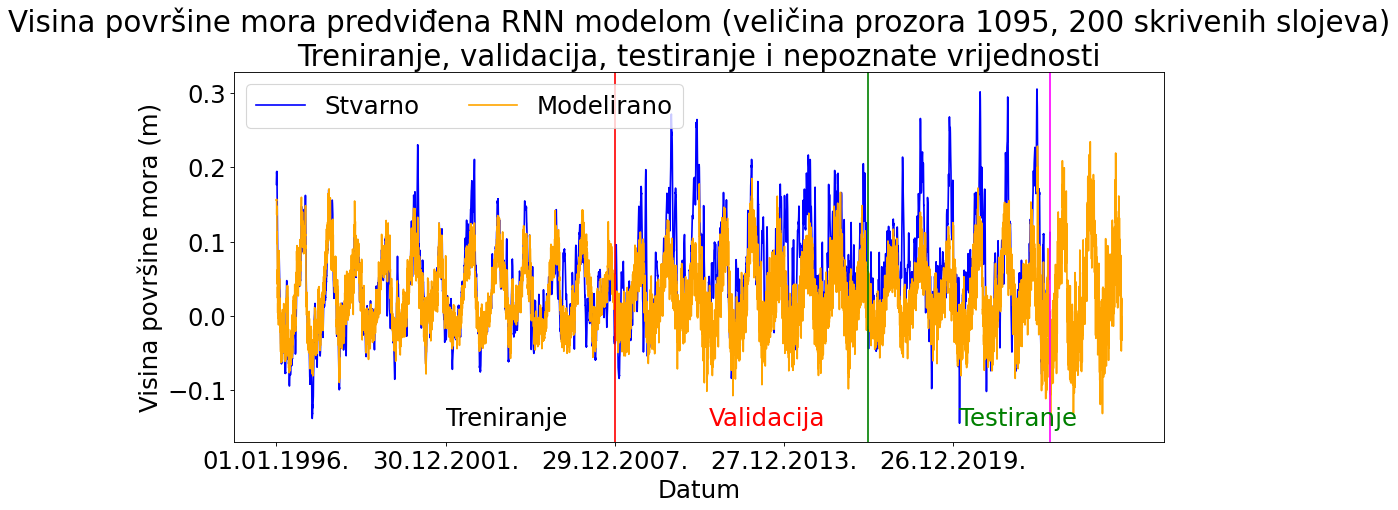 Visina površine mora predviđena RNN modelom (veličina prozora 1095, 200 skrivenih slojeva)
Treniranje, validacija, testiranje i nepoznate vrijednosti
Stvarno
Modelirano
Visina površine mora (m)
0.3
0.2
0.1
0.0
−0.1
Treniranje
Validacija
Testiranje
01.01.1996.
30.12.2001.
29.12.2007.
27.12.2013.
26.12.2019.
Datum